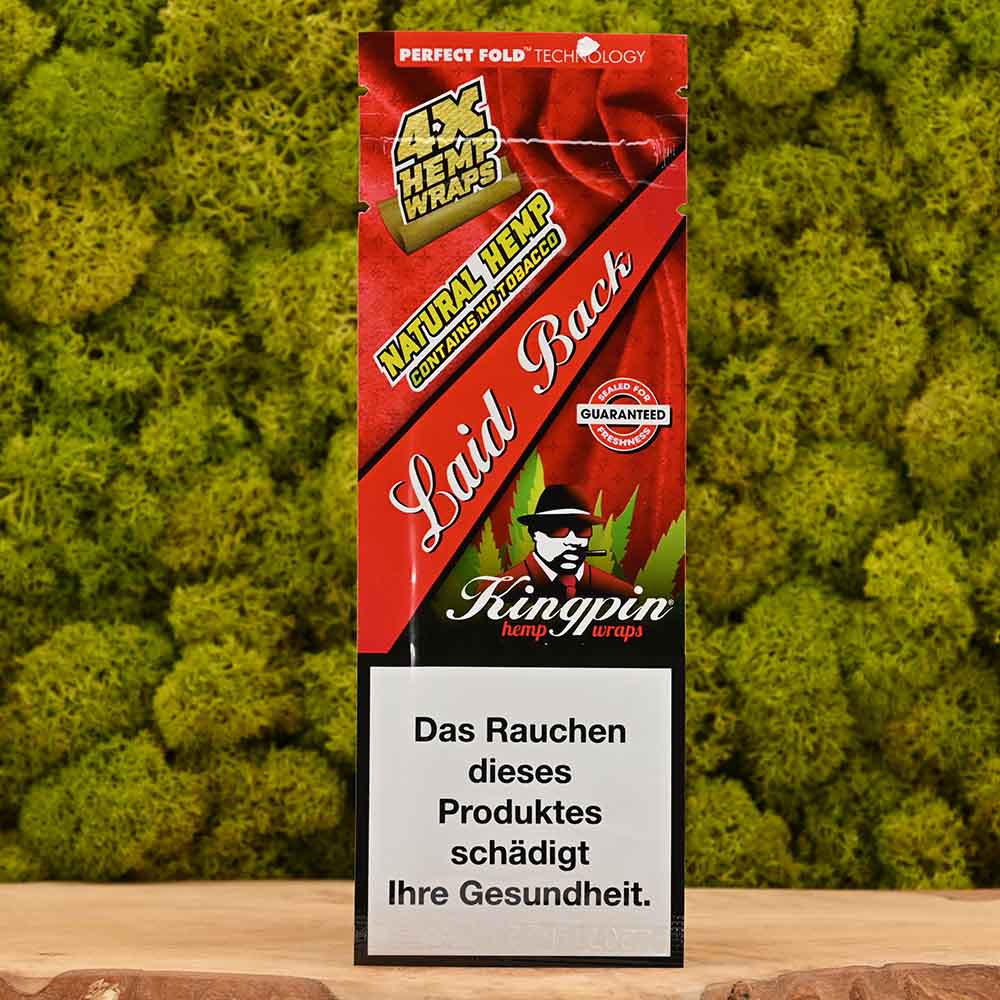 PERFECT FOLD™ TECHNOLOGY
4X
HEMP
WRAPS
NATURAL HEMP
CONTAINS NO TOBACCO
Laid Back
SEALED FOR
GUARANTEED
FRESHNESS
Kingpin®
hemp wraps
Das Rauchen
dieses
Produktes
schädigt
Ihre Gesundheit.